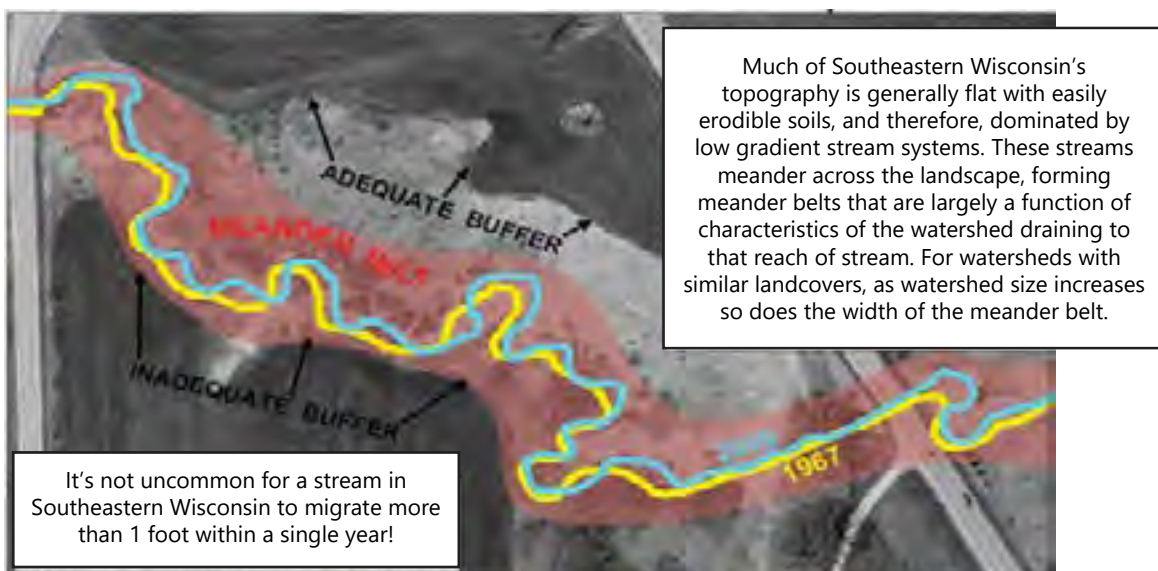 Much of Southeastern Wisconsin's
topography is generally flat with easily
erodible soils, and therefore, dominated by
low gradient stream systems. These streams
meander across the landscape, forming
meander belts that are largely a function of
characteristics of the watershed draining to
that reach of stream. For watersheds with
similar landcovers, as watershed size increases
so does the width of the meander belt.
ADEQUATE BUFFER
MEANDER BELT
INADEQUATE BUFFER
1967
It's not uncommon for a stream in
Southeastern Wisconsin to migrate more
than 1 foot within a single year!